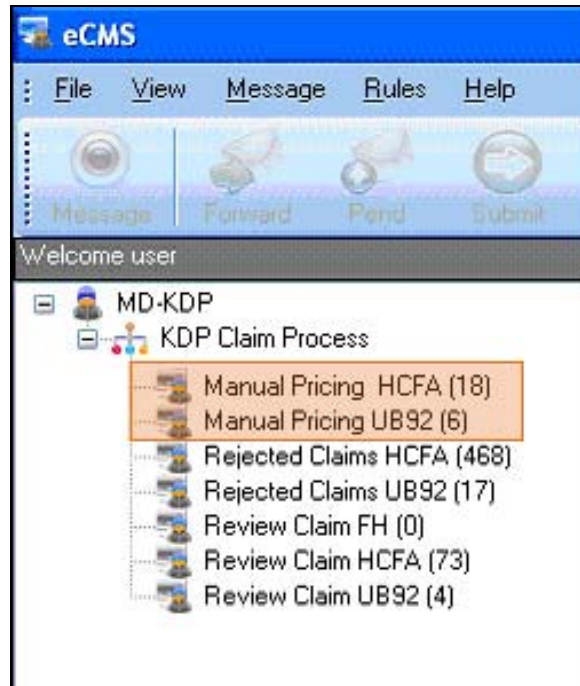 eCMS
File View Message Rules Help
Message Forward Pend Submit
Welcome user
MD-KDP
KDP Claim Process
Manual Pricing HCFA (18)
Manual Pricing UB92 (6)
Rejected Claims HCFA (468)
Rejected Claims UB92 (17)
Review Claim FH (0)
Review Claim HCFA (73)
Review Claim UB92 (4)